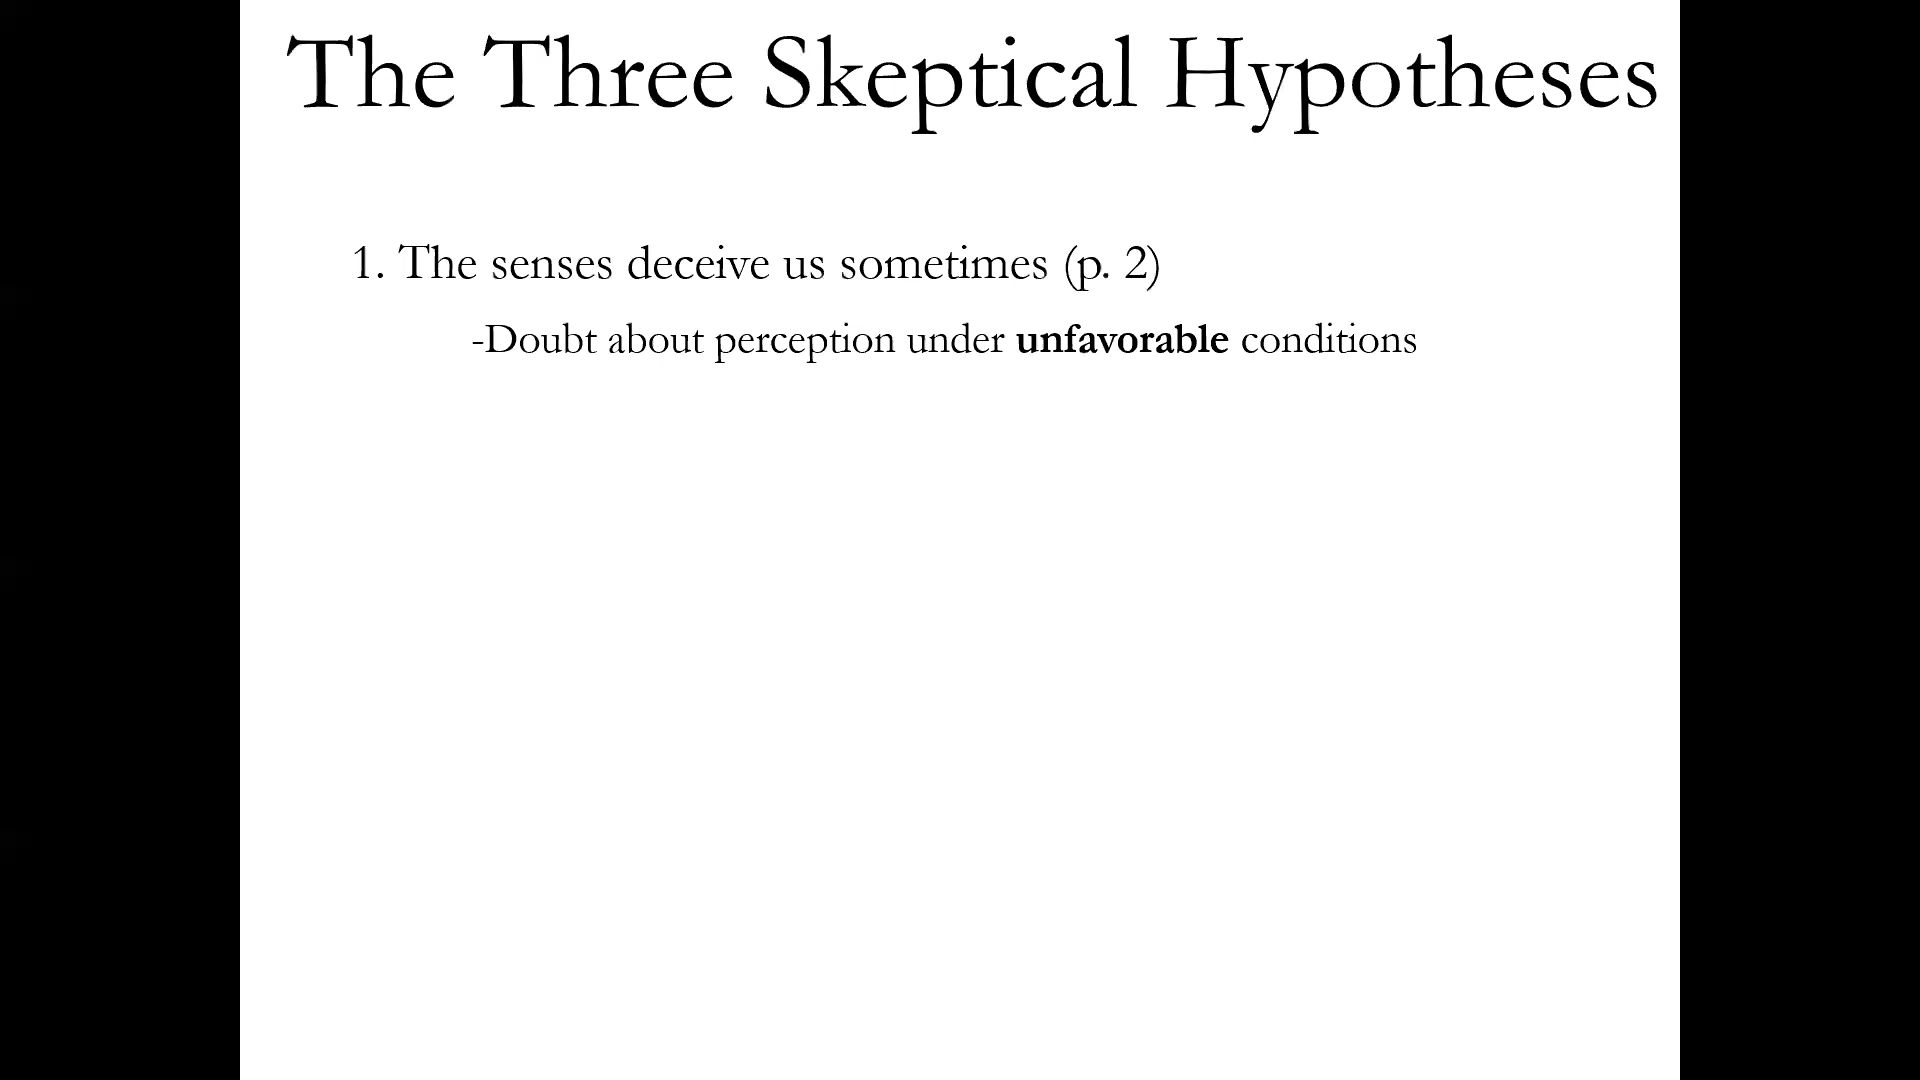 The Three Skeptical Hypotheses
1. The senses deceive us sometimes (p. 2)
-Doubt about perception under unfavorable conditions